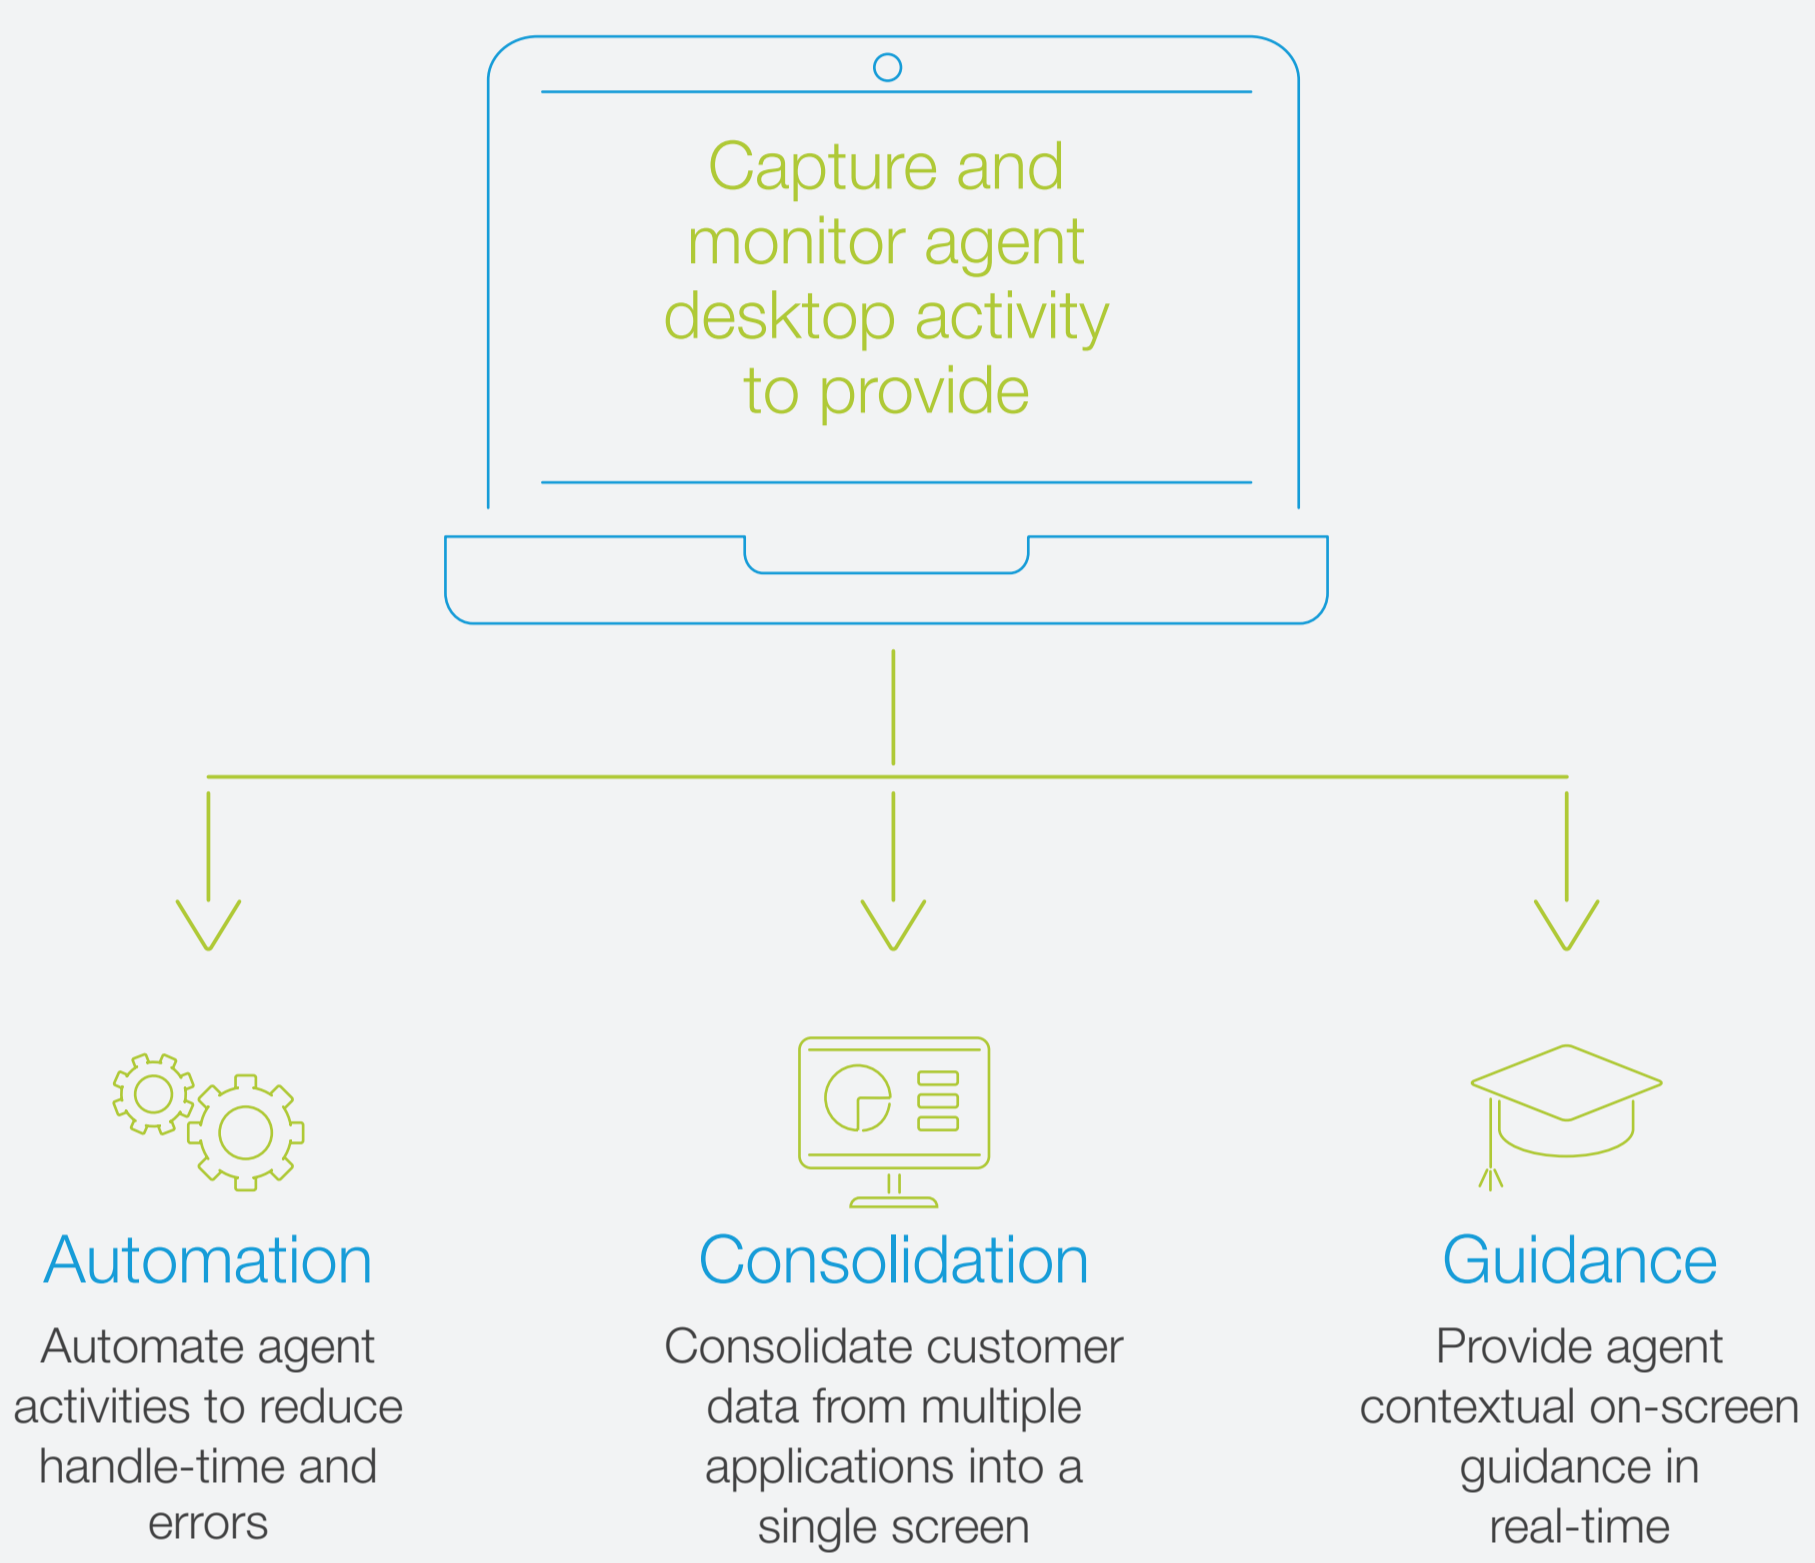 Capture and
monitor agent
desktop activity
to provide
Automation
Automate agent
activities to reduce
handle-time and
errors
Consolidation
Consolidate customer
data from multiple
applications into a
single screen
Guidance
Provide agent
contextual on-screen
guidance in
real-time